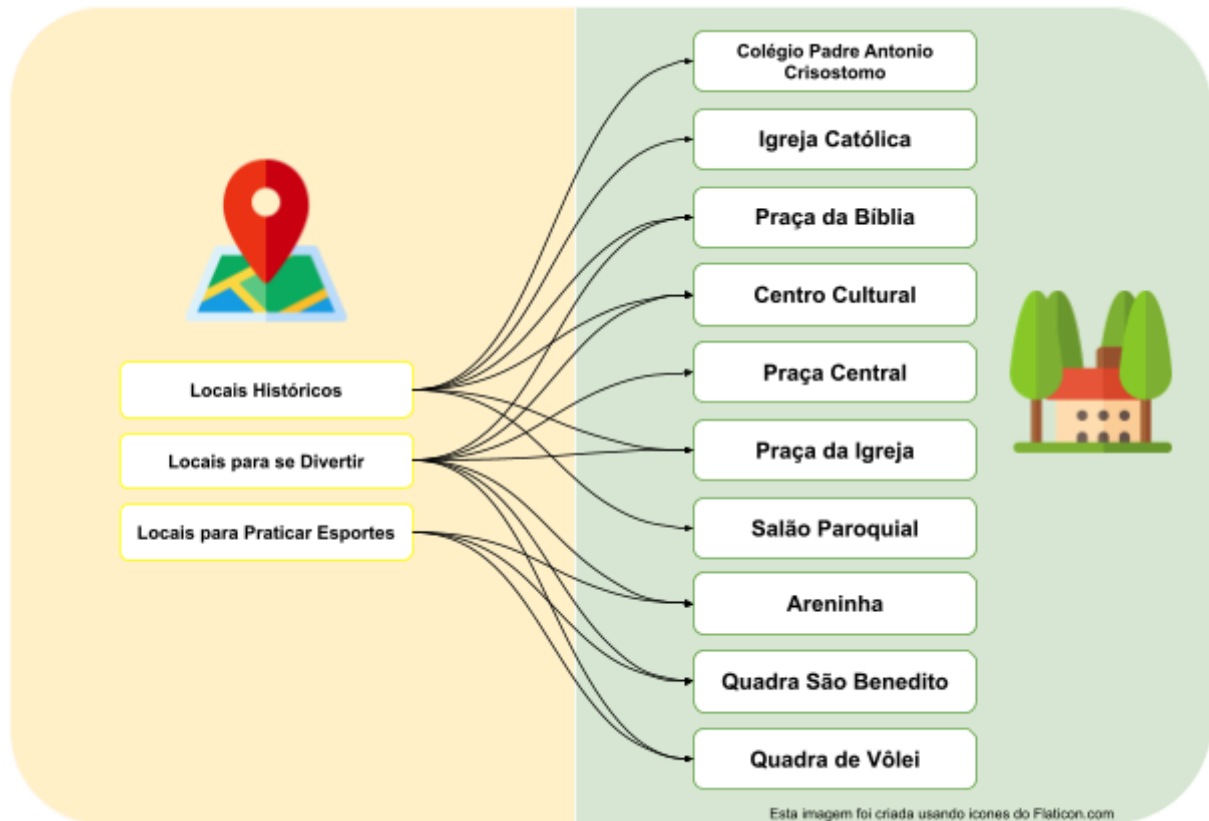 Locais Históricos
Locais para se Divertir
Locais para Praticar Esportes
Colégio Padre Antonio
Crisostomo
Igreja Católica
Praça da Bíblia
Centro Cultural
Praça Central
Praça da Igreja
Salão Paroquial
Areninha
Quadra São Benedito
Quadra de Vôlei
Esta imagem foi criada usando icones do Flaticon.com